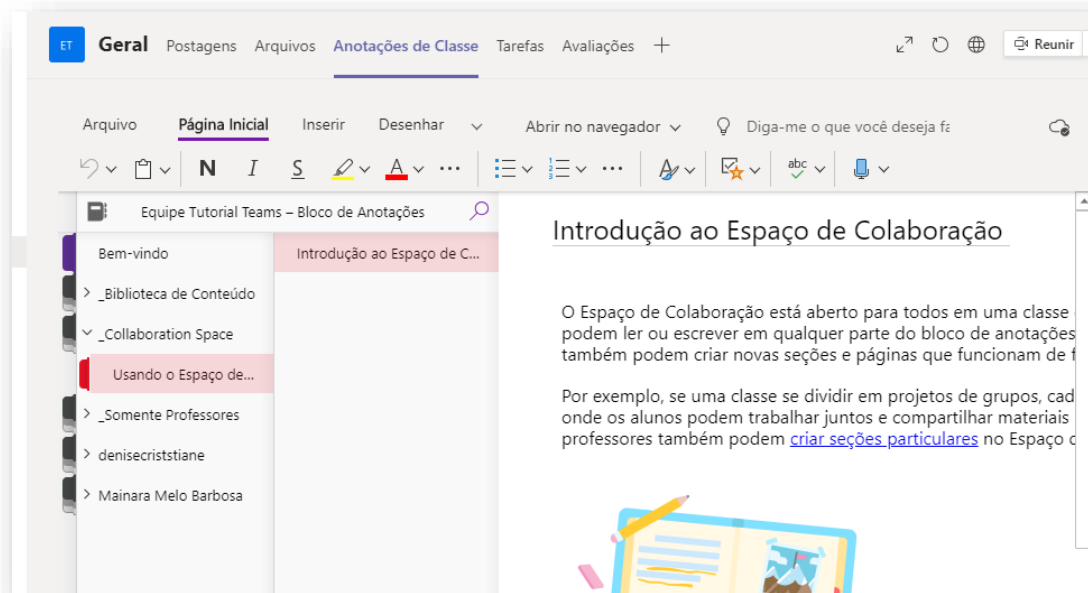 ET Geral Postagens Arquivos Anotações de Classe Tarefas Avaliações + Reunir
Arquivo Página Inicial Inserir Desenhar Abrir no navegador Diga-me o que você deseja fa
N I S A abc
Equipe Tutorial Teams – Bloco de Anotações
Bem-vindo
_Biblioteca de Conteúdo
_Collaboration Space
Usando o Espaço de...
_Somente Professores
denisecriststiane
Mainara Melo Barbosa
Introdução ao Espaço de C...
Introdução ao Espaço de Colaboração
O Espaço de Colaboração está aberto para todos em uma classe
podem ler ou escrever em qualquer parte do bloco de anotações
também podem criar novas seções e páginas que funcionam de f
Por exemplo, se uma classe se dividir em projetos de grupos, cad
onde os alunos podem trabalhar juntos e compartilhar materiais
professores também podem criar seções particulares no Espaço